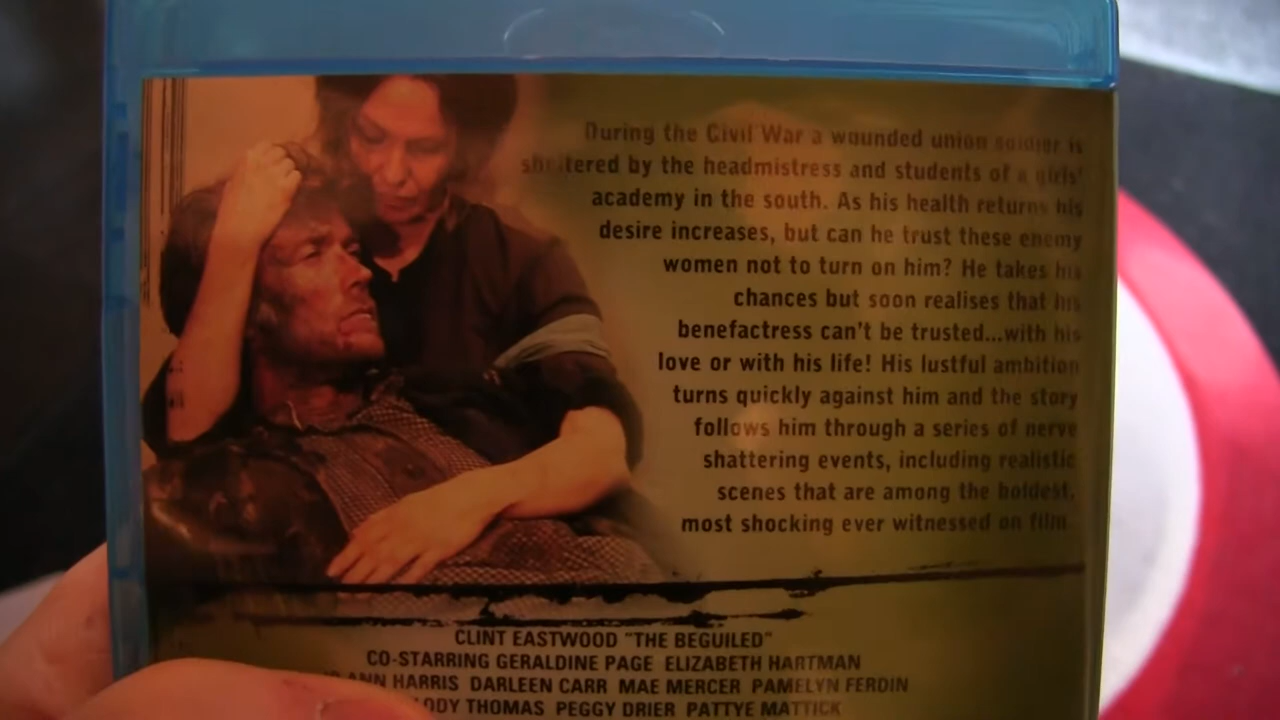 During the Civil War a wounded union soldier is
sheltered by the headmistress and students of a girls'
academy in the south. As his health returns his
desire increases, but can he trust these enemy
women not to turn on him? He takes his
chances but soon realises that his
benefactress can't be trusted...with his
love or with his life! His lustful ambition
turns quickly against him and the story
follows him through a series of nerve
shattering events, including realistic
scenes that are among the boldest,
most shocking ever witnessed on film
CLINT EASTWOOD "THE BEGUILED"
CO-STARRING GERALDINE PAGE ELIZABETH HARTMAN
ANN HARRIS DARLEEN CARR MAE MERCER PAMELYN FERDIN
THOMAS PEGGY DRIER PATTYE MATTICK